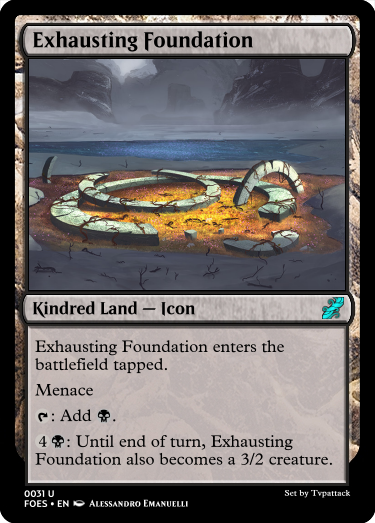 Exhausting Foundation
Kindred Land — Icon
Exhausting Foundation enters the
battlefield tapped.
Menace
: Add .
4 : Until end of turn, Exhausting
Foundation also becomes a 3/2 creature.
0031 U
FOES • EN Alessandro Emanuelli
Set by Tvpattack